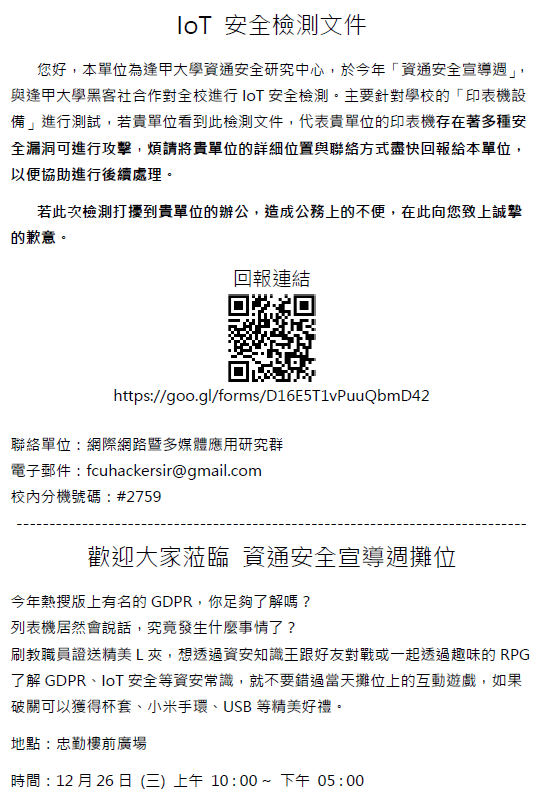 IoT 安全檢測文件
您好，本單位為逢甲大學資通安全研究中心，於今年「資通安全宣導週」，
與逢甲大學黑客社合作對全校進行 IoT 安全檢測。主要針對學校的「印表機設
備」進行測試，若貴單位看到此檢測文件，代表貴單位的印表機存在著多種安
全漏洞可進行攻擊，煩請將貴單位的詳細位置與聯絡方式盡快回報給本單位，
以便協助進行後續處理。
若此次檢測打擾到貴單位的辦公，造成公務上的不便，在此向您致上誠摯
的歉意。
回報連結
https://goo.gl/forms/D16E5T1vPuuQbmD42
聯絡單位：網際網路暨多媒體應用研究群
電子郵件：fcuhackersir@gmail.com
校內分機號碼：#2759
歡迎大家蒞臨 資通安全宣導週攤位
今年熱搜版上有名的 GDPR，你足夠了解嗎？
列表機居然會說話，究竟發生什麼事情了？
刷教職員證送精美 L 夾，想透過資安知識王跟好友對戰或一起透過趣味的 RPG
了解 GDPR、IoT 安全等資安常識，就不要錯過當天攤位上的互動遊戲，如果
破關可以獲得杯套、小米手環、USB 等精美好禮。
地點：忠勤樓前廣場
時間：12 月 26 日 (三) 上午 10：00 ~ 下午 05：00